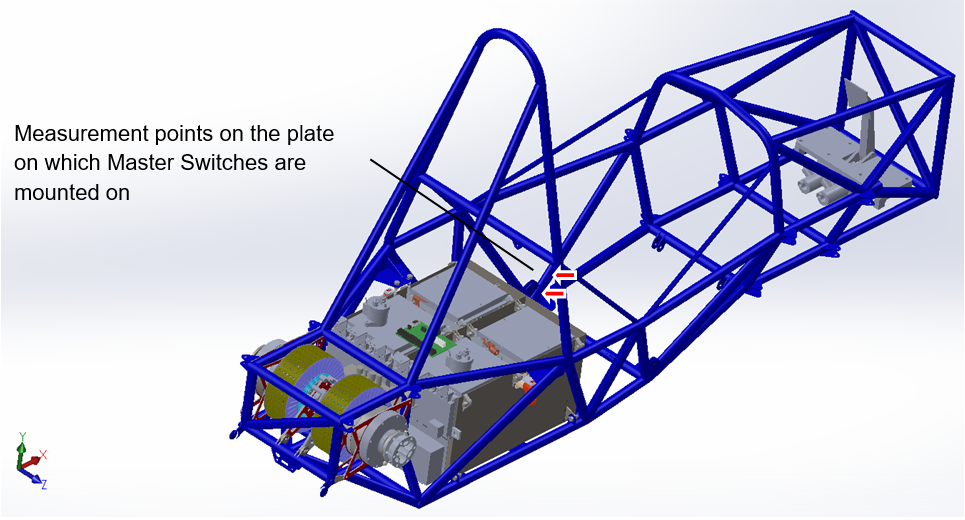 Measurement points on the plate
on which Master Switches are
mounted on
Y
X
Z